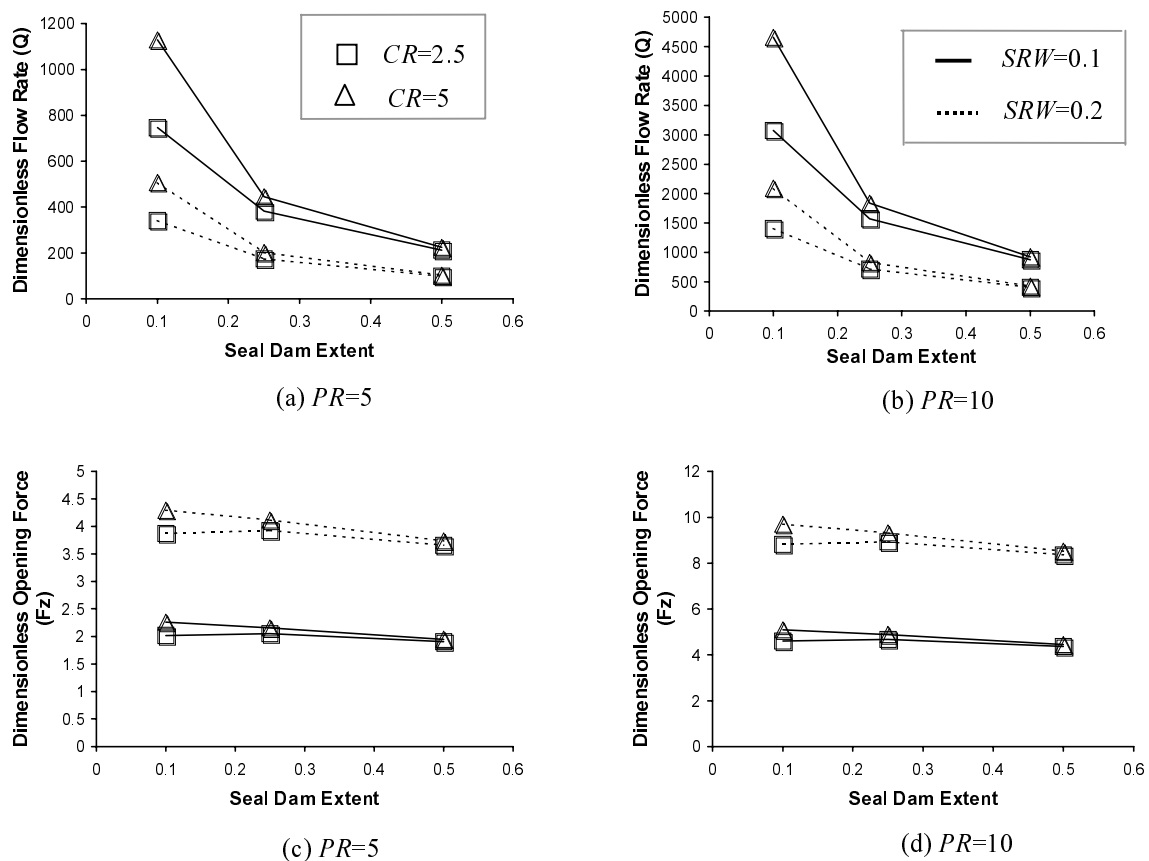 Dimensionless Flow Rate (Q)
1200
1000
800
600
400
200
0
0 0.1 0.2 0.3 0.4 0.5 0.6
Seal Dam Extent
CR=2.5
CR=5
(a) PR=5
Dimensionless Flow Rate (Q)
5000
4500
4000
3500
3000
2500
2000
1500
1000
500
0
0 0.1 0.2 0.3 0.4 0.5 0.6
Seal Dam Extent
SRW=0.1
SRW=0.2
(b) PR=10
Dimensionless Opening Force
(Fz)
5
4.5
4
3.5
3
2.5
2
1.5
1
0.5
0
0 0.1 0.2 0.3 0.4 0.5 0.6
Seal Dam Extent
(c) PR=5
Dimensionless Opening Force
(Fz)
12
10
8
6
4
2
0
0 0.1 0.2 0.3 0.4 0.5 0.6
Seal Dam Extent
(d) PR=10